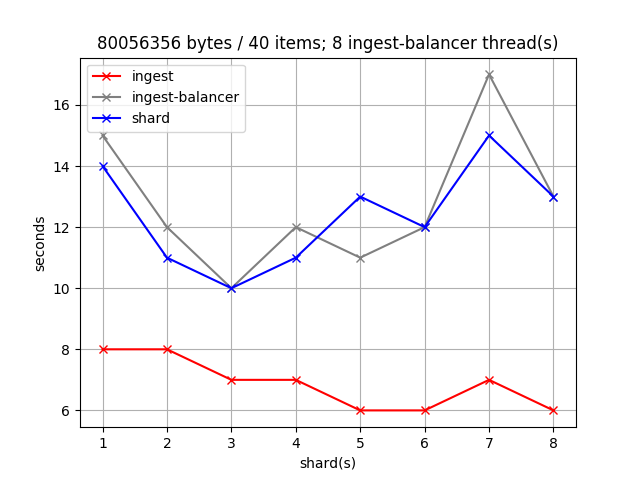 80056356 bytes / 40 items; 8 ingest-balancer thread(s)
ingest
ingest-balancer
shard
16
14
12
10
8
6
seconds
1 2 3 4 5 6 7 8
shard(s)